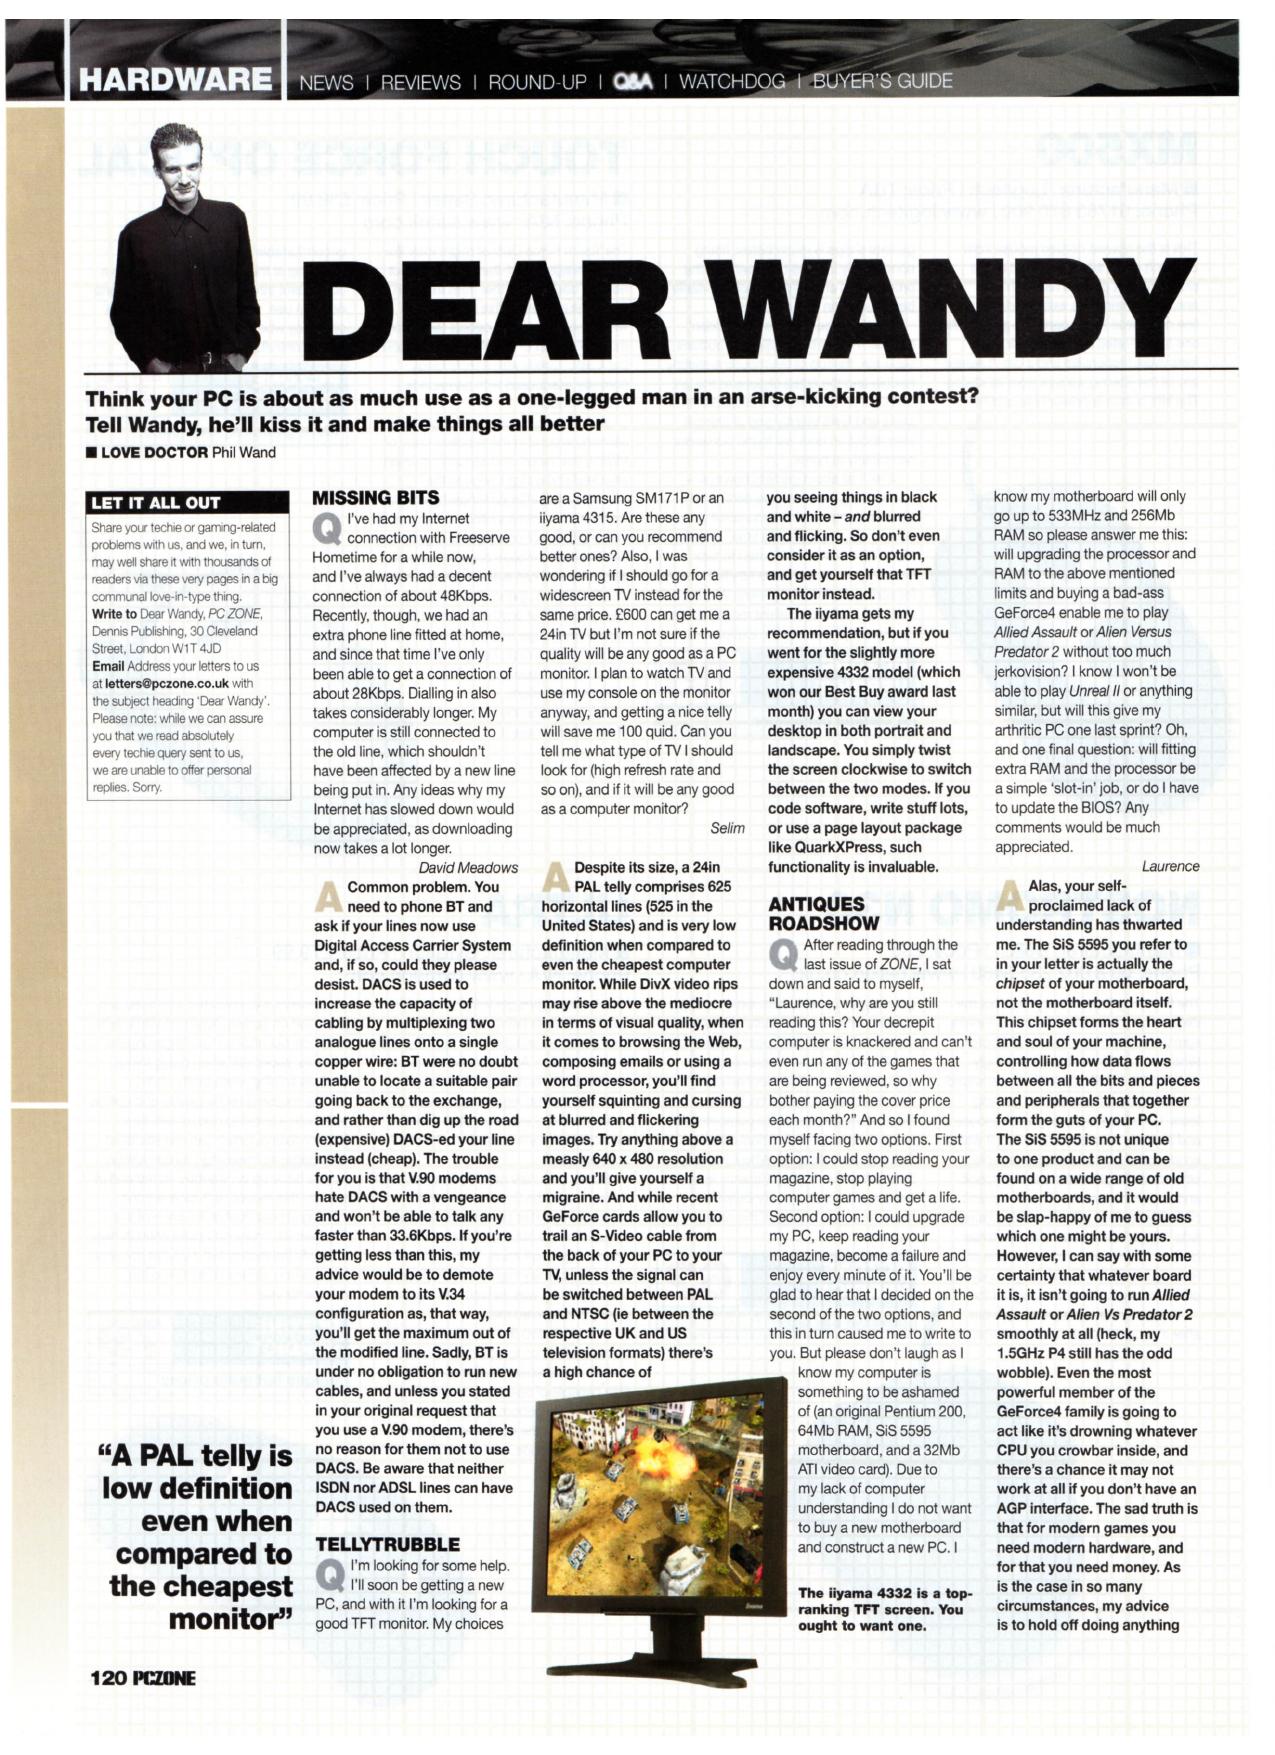 HARDWARE
NEWS | REVIEWS | ROUND-UP | Q&A | WATCHDOG | BUYER'S GUIDE
DEAR WANDY
Think your PC is about as much use as a one-legged man in an arse-kicking contest?
Tell Wandy, he'll kiss it and make things all better
■ LOVE DOCTOR Phil Wand
LET IT ALL OUT
Share your techie or gaming-related
problems with us, and we, in turn,
may well share it with thousands of
readers via these very pages in a big
communal love-in-type thing.
Write to Dear Wandy, PC ZONE,
Dennis Publishing, 30 Cleveland
Street, London W1T 4JD
Email Address your letters to us
at letters@pczone.co.uk with
the subject heading 'Dear Wandy'.
Please note: while we can assure
you that we read absolutely
every techie query sent to us,
we are unable to offer personal
replies. Sorry.
"A PAL telly is
low definition
even when
compared to
the cheapest
monitor"
MISSING BITS
Q I've had my Internet
connection with Freeserve
Hometime for a while now,
and I've always had a decent
connection of about 48Kbps.
Recently, though, we had an
extra phone line fitted at home,
and since that time I've only
been able to get a connection of
about 28Kbps. Dialling in also
takes considerably longer. My
computer is still connected to
the old line, which shouldn't
have been affected by a new line
being put in. Any ideas why my
Internet has slowed down would
be appreciated, as downloading
now takes a lot longer.
David Meadows
A Common problem. You
need to phone BT and
ask if your lines now use
Digital Access Carrier System
and, if so, could they please
desist. DACS is used to
increase the capacity of
cabling by multiplexing two
analogue lines onto a single
copper wire: BT were no doubt
unable to locate a suitable pair
going back to the exchange,
and rather than dig up the road
(expensive) DACS-ed your line
instead (cheap). The trouble
for you is that V.90 modems
hate DACS with a vengeance
and won't be able to talk any
faster than 33.6Kbps. If you're
getting less than this, my
advice would be to demote
your modem to its V.34
configuration as, that way,
you'll get the maximum out of
the modified line. Sadly, BT is
under no obligation to run new
cables, and unless you stated
in your original request that
you use a V.90 modem, there's
no reason for them not to use
DACS. Be aware that neither
ISDN nor ADSL lines can have
DACS used on them.
TELLYTRUBBLE
Q I'm looking for some help.
I'll soon be getting a new
PC, and with it I'm looking for a
good TFT monitor. My choices
are a Samsung SM171P or an
iiyama 4315. Are these any
good, or can you recommend
better ones? Also, I was
wondering if I should go for a
widescreen TV instead for the
same price. £600 can get me a
24in TV but I'm not sure if the
quality will be any good as a PC
monitor. I plan to watch TV and
use my console on the monitor
anyway, and getting a nice telly
will save me 100 quid. Can you
tell me what type of TV I should
look for (high refresh rate and
so on), and if it will be any good
as a computer monitor?
Selim
A Despite its size, a 24in
PAL telly comprises 625
horizontal lines (525 in the
United States) and is very low
definition when compared to
even the cheapest computer
monitor. While DivX video rips
may rise above the mediocre
in terms of visual quality, when
it comes to browsing the Web,
composing emails or using a
word processor, you'll find
yourself squinting and cursing
at blurred and flickering
images. Try anything above a
measly 640 x 480 resolution
and you'll give yourself a
migraine. And while recent
GeForce cards allow you to
trail an S-Video cable from
the back of your PC to your
TV, unless the signal can
be switched between PAL
and NTSC (ie between the
respective UK and US
television formats) there's
a high chance of
you seeing things in black
and white – and blurred
and flicking. So don't even
consider it as an option,
and get yourself that TFT
monitor instead.
The iiyama gets my
recommendation, but if you
went for the slightly more
expensive 4332 model (which
won our Best Buy award last
month) you can view your
desktop in both portrait and
landscape. You simply twist
the screen clockwise to switch
between the two modes. If you
code software, write stuff lots,
or use a page layout package
like QuarkXPress, such
functionality is invaluable.
ANTIQUES
ROADSHOW
Q After reading through the
last issue of ZONE, I sat
down and said to myself,
"Laurence, why are you still
reading this? Your decrepit
computer is knackered and can't
even run any of the games that
are being reviewed, so why
bother paying the cover price
each month?" And so I found
myself facing two options. First
option: I could stop reading your
magazine, stop playing
computer games and get a life.
Second option: I could upgrade
my PC, keep reading your
magazine, become a failure and
enjoy every minute of it. You'll be
glad to hear that I decided on the
second of the two options, and
this in turn caused me to write to
you. But please don't laugh as I
know my computer is
something to be ashamed
of (an original Pentium 200,
64Mb RAM, SiS 5595
motherboard, and a 32Mb
ATI video card). Due to
my lack of computer
understanding I do not want
to buy a new motherboard
and construct a new PC. I
The iiyama 4332 is a top-
ranking TFT screen. You
ought to want one.
iiyama
know my motherboard will only
go up to 533MHz and 256Mb
RAM so please answer me this:
will upgrading the processor and
RAM to the above mentioned
limits and buying a bad-ass
GeForce4 enable me to play
Allied Assault or Alien Versus
Predator 2 without too much
jerkovision? I know I won't be
able to play Unreal II or anything
similar, but will this give my
arthritic PC one last sprint? Oh,
and one final question: will fitting
extra RAM and the processor be
a simple 'slot-in' job, or do I have
to update the BIOS? Any
comments would be much
appreciated.
Laurence
A Alas, your self-
proclaimed lack of
understanding has thwarted
me. The SiS 5595 you refer to
in your letter is actually the
chipset of your motherboard,
not the motherboard itself.
This chipset forms the heart
and soul of your machine,
controlling how data flows
between all the bits and pieces
and peripherals that together
form the guts of your PC.
The SiS 5595 is not unique
to one product and can be
found on a wide range of old
motherboards, and it would
be slap-happy of me to guess
which one might be yours.
However, I can say with some
certainty that whatever board
it is, it isn't going to run Allied
Assault or Alien Vs Predator 2
smoothly at all (heck, my
1.5GHz P4 still has the odd
wobble). Even the most
powerful member of the
GeForce4 family is going to
act like it's drowning whatever
CPU you crowbar inside, and
there's a chance it may not
work at all if you don't have an
AGP interface. The sad truth is
that for modern games you
need modern hardware, and
for that you need money. As
is the case in so many
circumstances, my advice
is to hold off doing anything
120 PCZONE